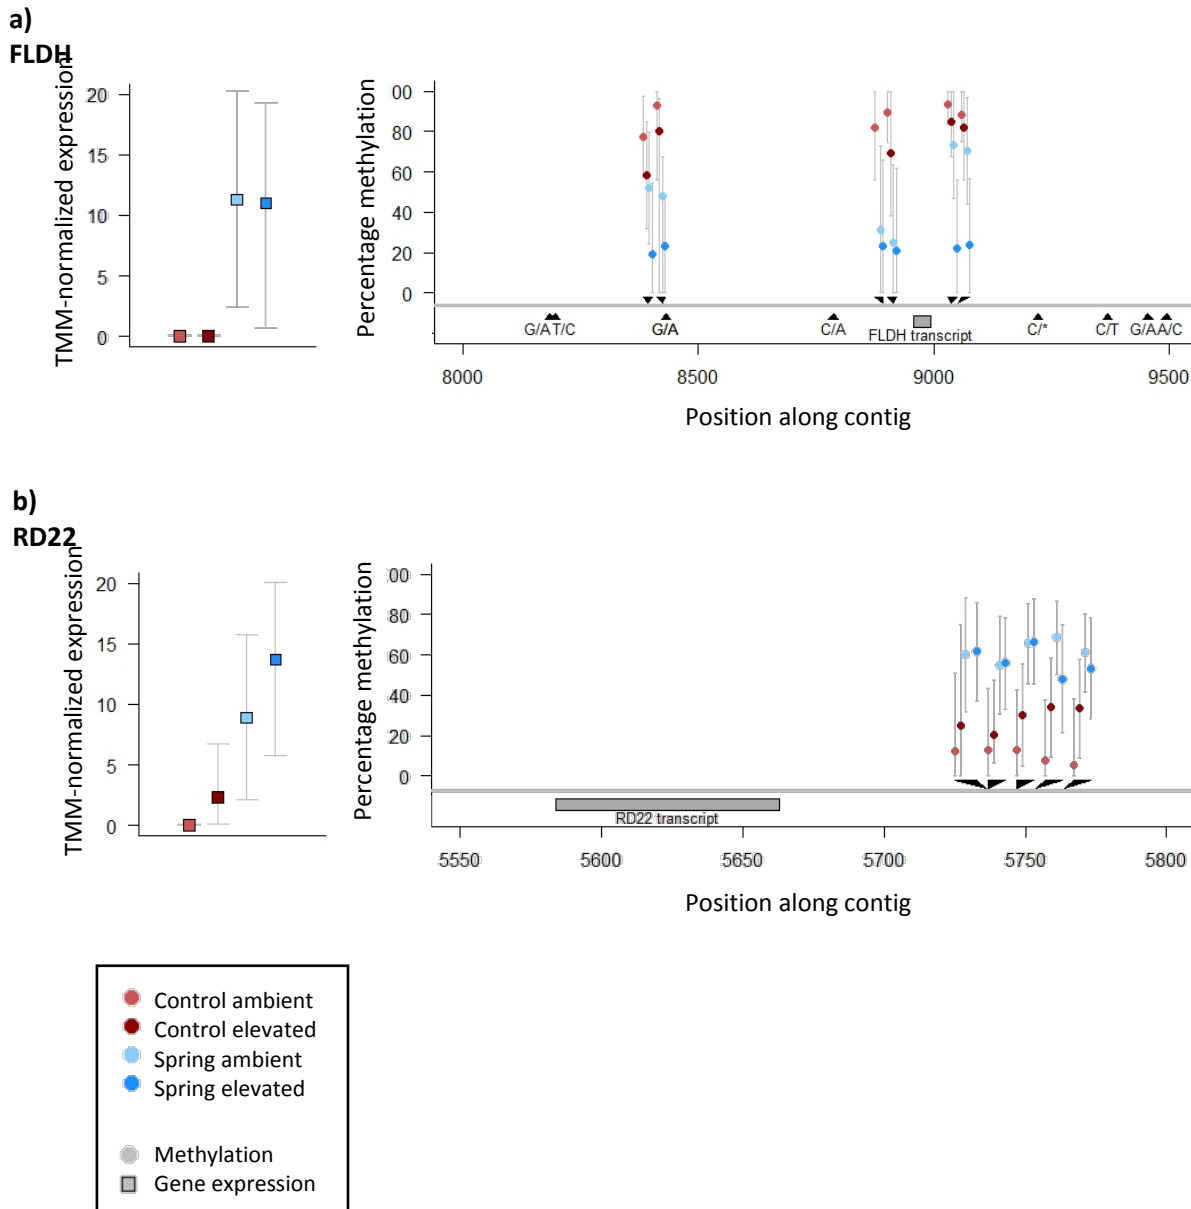 a)
FLDH
TMM-normalized expression
20
15
10
5
0
Percentage methylation
00
80
60
40
20
0
G/A T/C G/A C/A FLDH transcript C/* C/T G/A A/C
8000 8500 9000 9500
Position along contig
b)
RD22
TMM-normalized expression
20
15
10
5
0
Percentage methylation
00
80
60
40
20
0
RD22 transcript
5550 5600 5650 5700 5750 5800
Position along contig
Control ambient
Control elevated
Spring ambient
Spring elevated
Methylation
Gene expression